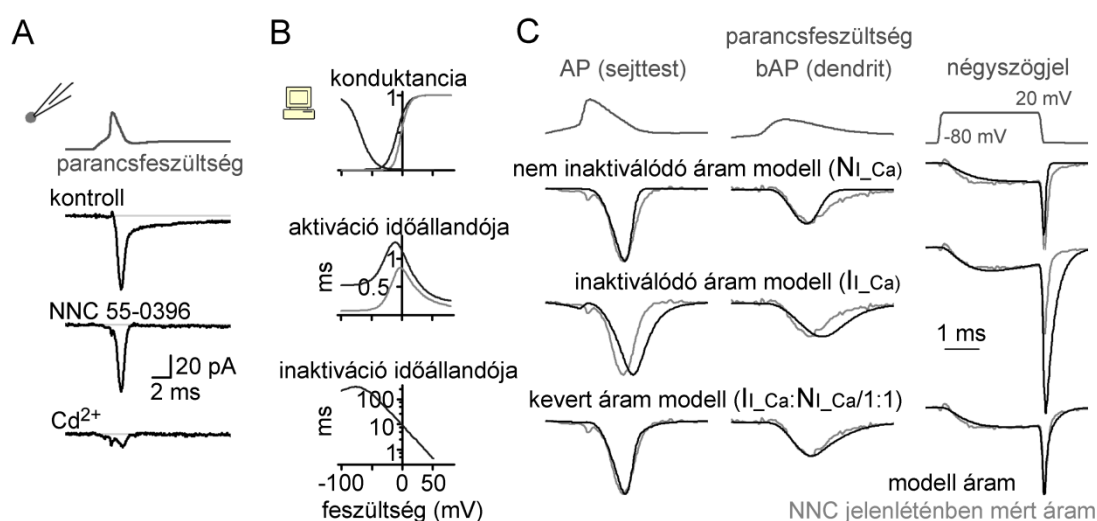 A
parancsfeszültség
kontroll
NNC 55-0396
20 pA
2 ms
Cd²⁺
B
konduktancia
1
aktiváció időállandója
ms
1
0.5
inaktiváció időállandója
ms
100
10
1
-100
0
50
feszültség (mV)
C
parancsfeszültség
AP (sejttest)
bAP (dendrit)
négyszögjel
20 mV
-80 mV
nem inaktiválódó áram modell (NI_Ca)
inaktiválódó áram modell (II_Ca)
1 ms
kevert áram modell (II_Ca:NI_Ca/1:1)
modell áram
NNC jelenléténben mért áram